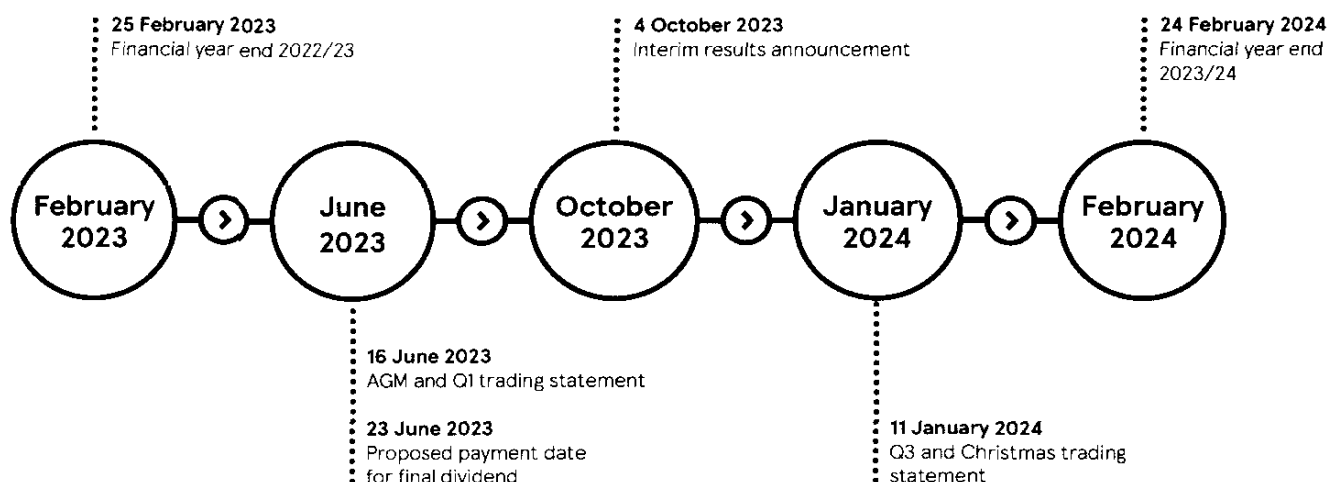 25 February 2023
Financial year end 2022/23
4 October 2023
Interim results announcement
24 February 2024
Financial year end
2023/24
February
2023
June
2023
October
2023
January
2024
February
2024
16 June 2023
AGM and Q1 trading statement
23 June 2023
Proposed payment date
for final dividend
11 January 2024
Q3 and Christmas trading
statement